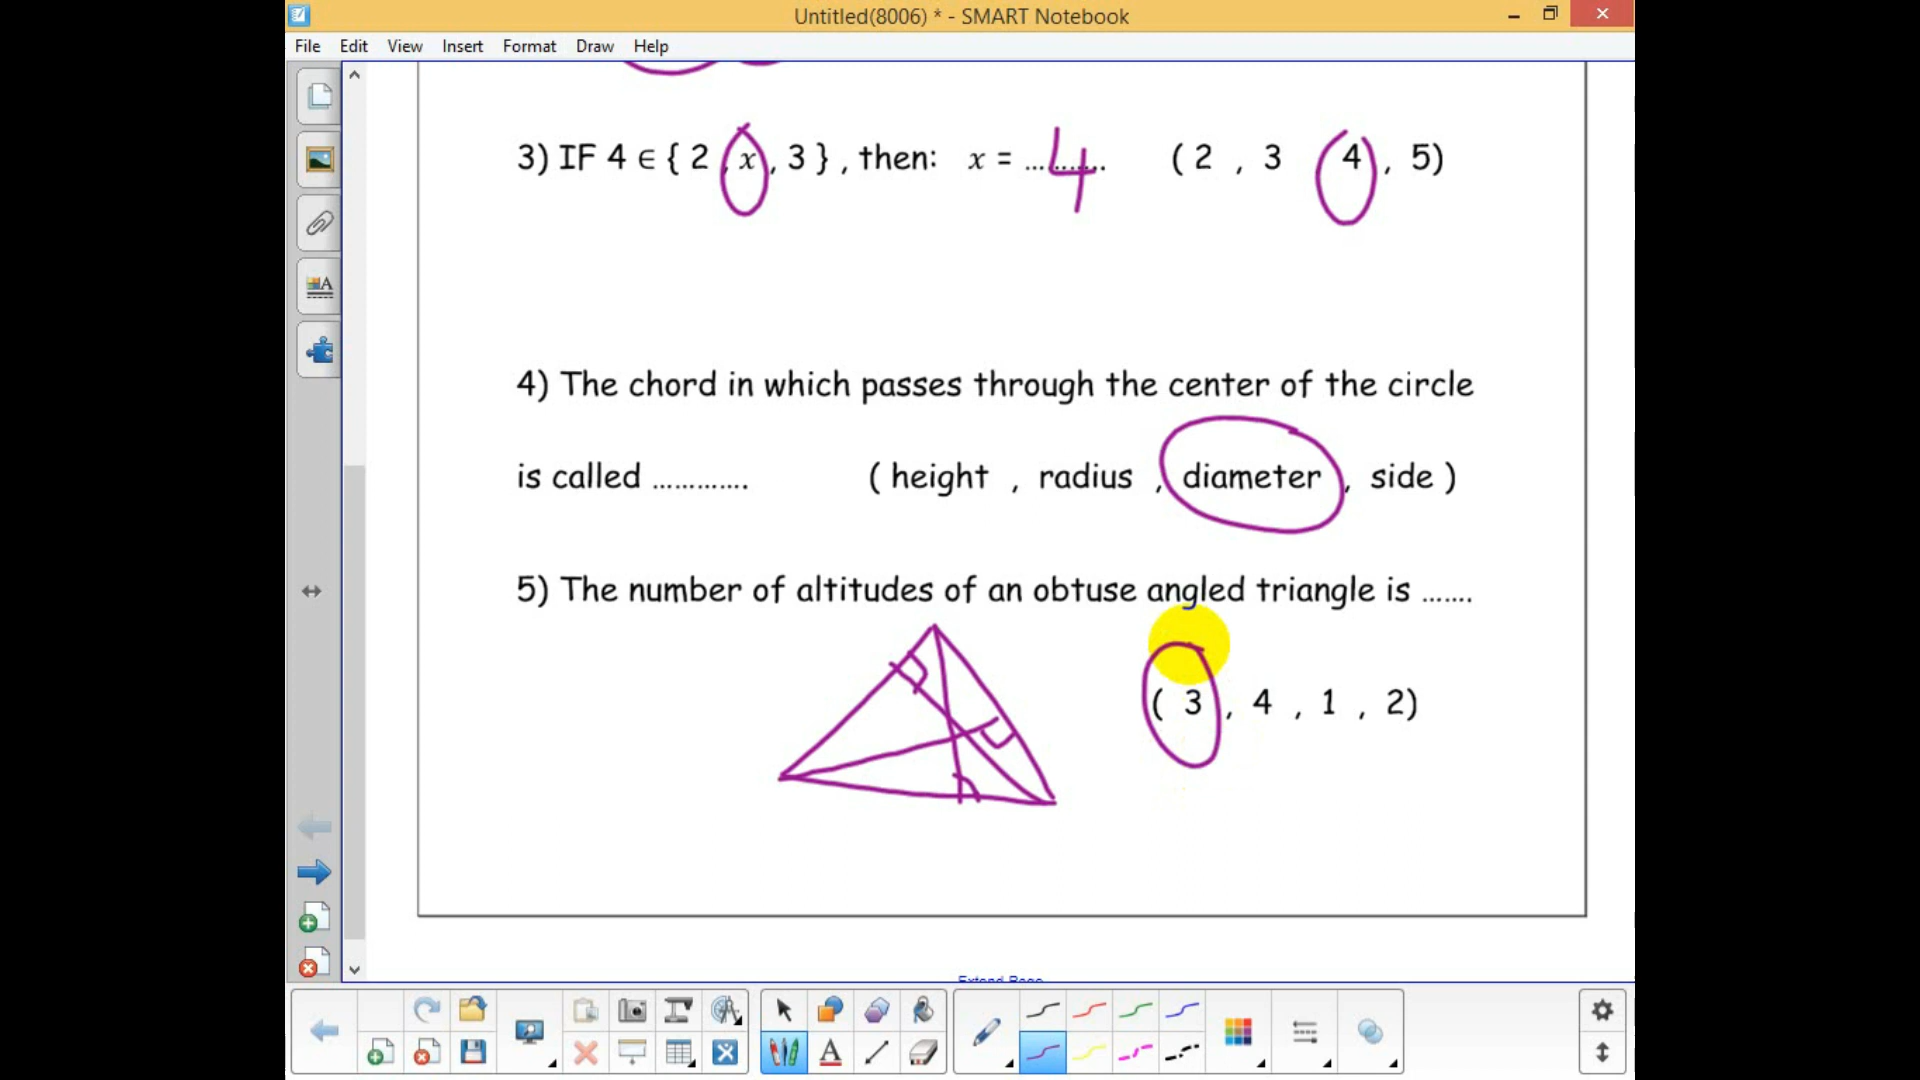 Untitled(8006) * - SMART Notebook
File Edit View Insert Format Draw Help
3) IF 4 ∈ { 2 , x , 3 } , then: x = .......... 4 ( 2 , 3 4 , 5)
4) The chord in which passes through the center of the circle
is called ............. ( height , radius , diameter , side )
5) The number of altitudes of an obtuse angled triangle is .......
( 3 , 4 , 1 , 2)
Extend Page